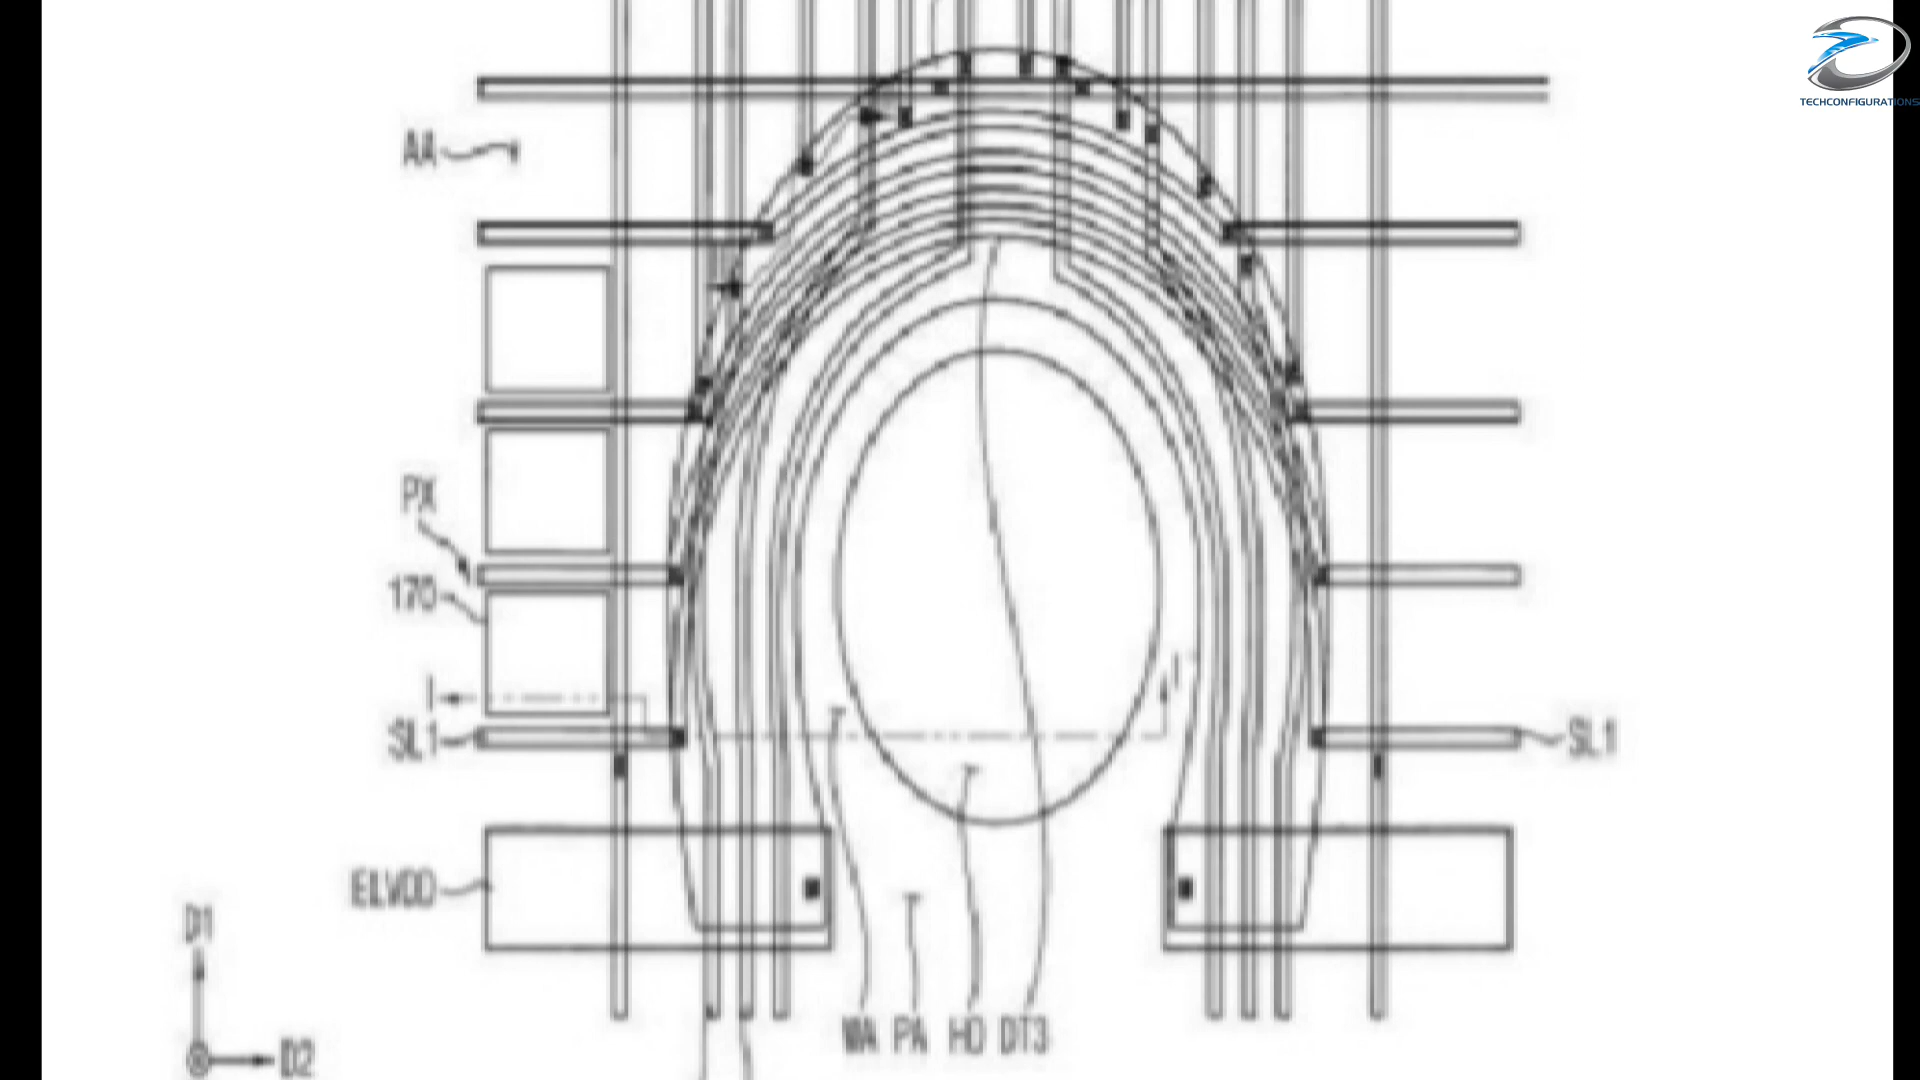 TECHCONFIGURATIONS
AA
PX
170
I
SL1
SL1
I'
ELVDD
D1
D2
WA PA HO DT3